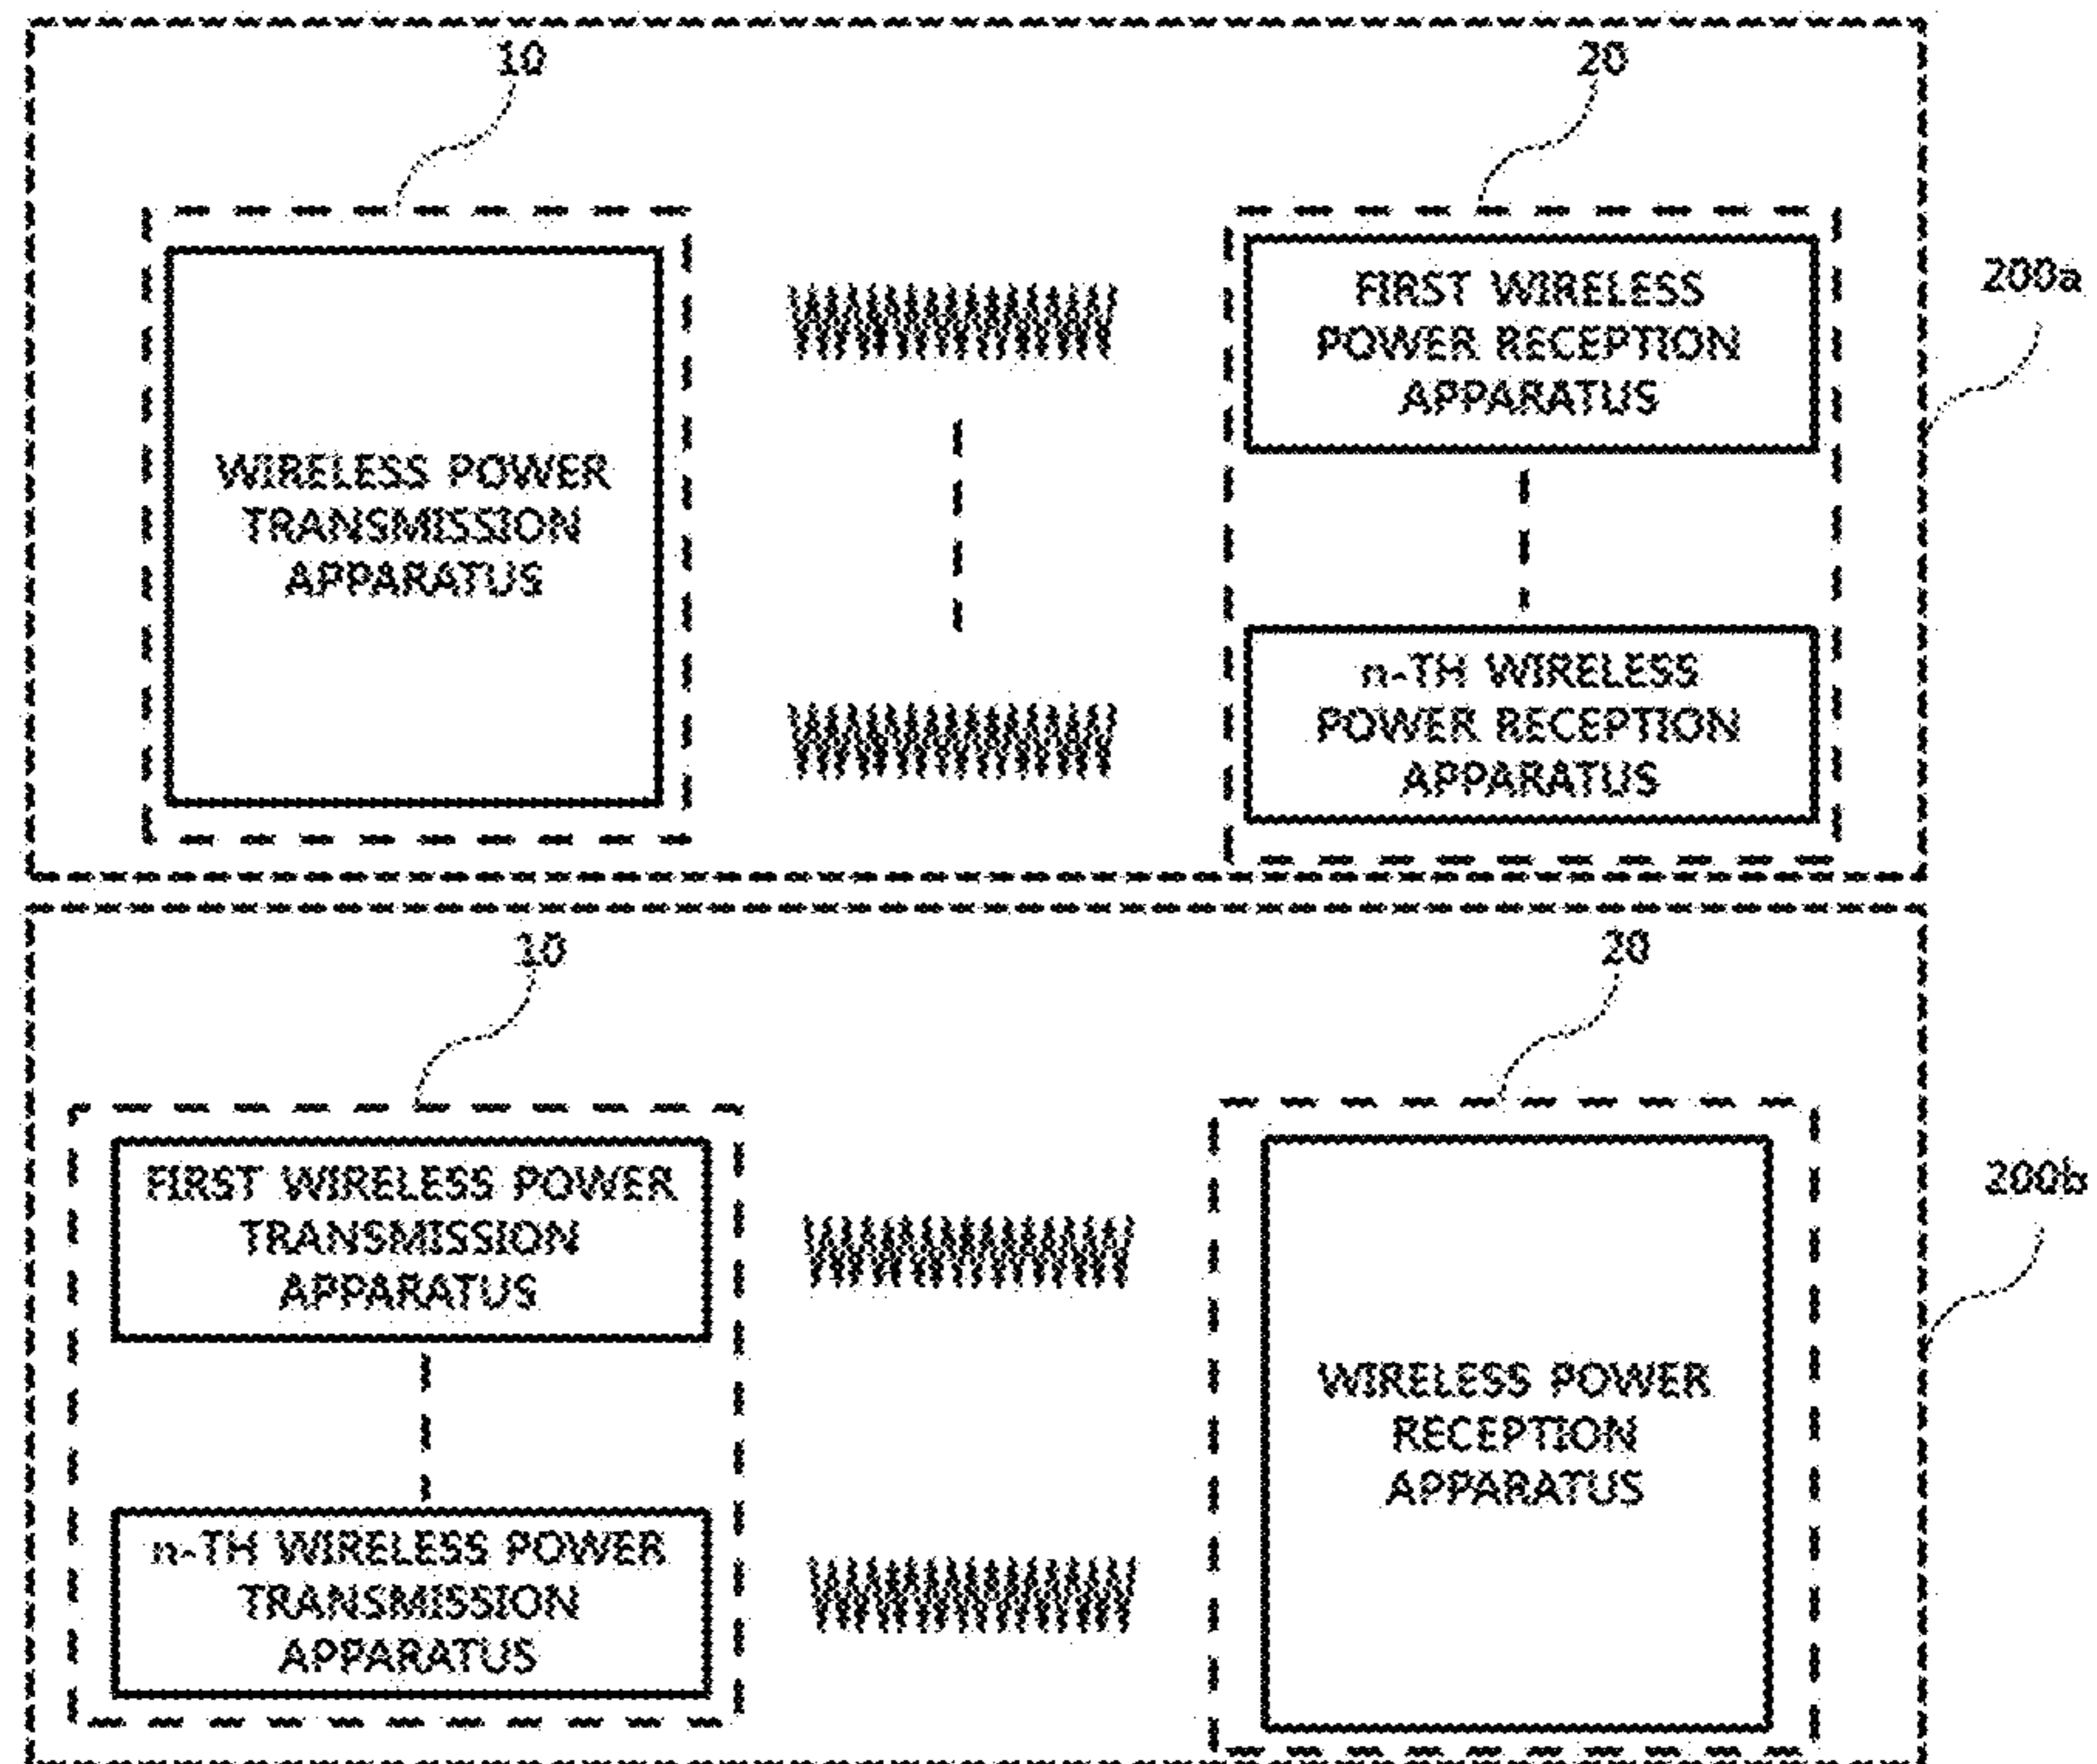 10
20
200a
WIRELESS POWER
TRANSMISSION
APPARATUS
FIRST WIRELESS
POWER RECEPTION
APPARATUS
n-TH WIRELESS
POWER RECEPTION
APPARATUS
10
20
200b
FIRST WIRELESS POWER
TRANSMISSION
APPARATUS
n-TH WIRELESS POWER
TRANSMISSION
APPARATUS
WIRELESS POWER
RECEPTION
APPARATUS